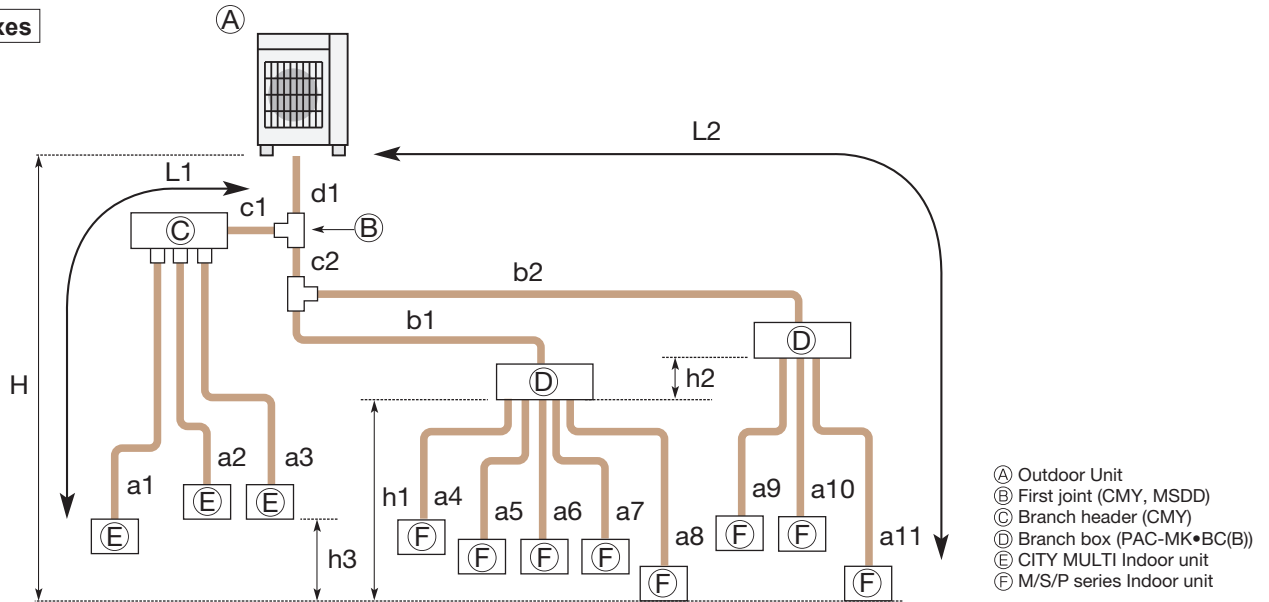 xes
A
L2
L1
d1
c1
B
C
c2
b2
b1
D
D
h2
H
a1
a2
a3
h1
a4
a5
a6
a7
a8
a9
a10
a11
E
E
E
h3
F
F
F
F
F
F
F
F
A Outdoor Unit
B First joint (CMY, MSDD)
C Branch header (CMY)
D Branch box (PAC-MK•BC(B))
E CITY MULTI Indoor unit
F M/S/P series Indoor unit